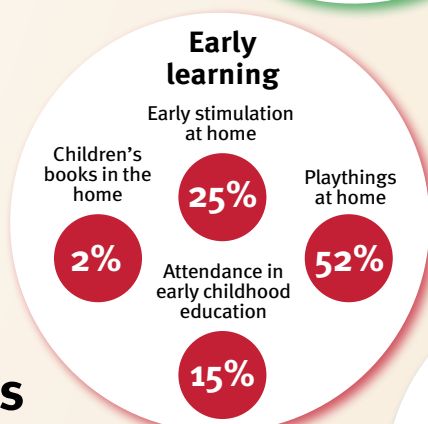 Early
learning
Early stimulation
at home
25%
Children's
books in the
home
2%
Playthings
at home
52%
Attendance in
early childhood
education
15%
s